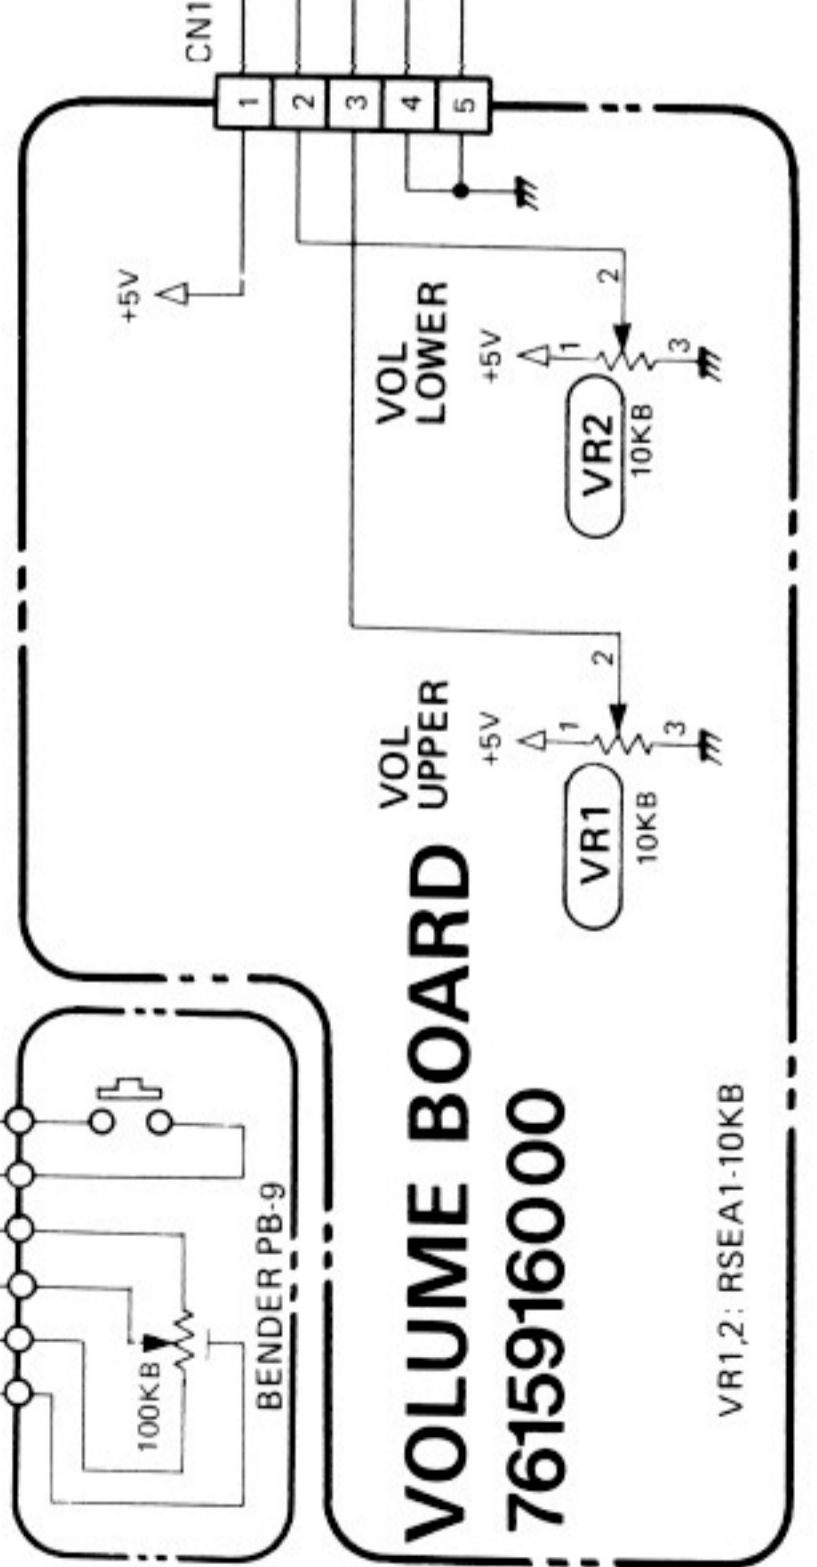 CN1
1
2
3
4
5
+5V
VOL
LOWER
+5V
1
2
3
VR2
10KB
VOL
UPPER
+5V
1
2
3
VR1
10KB
VOLUME BOARD
7615916000
VR1,2: RSEA1-10KB
100KB
BENDER PB-9